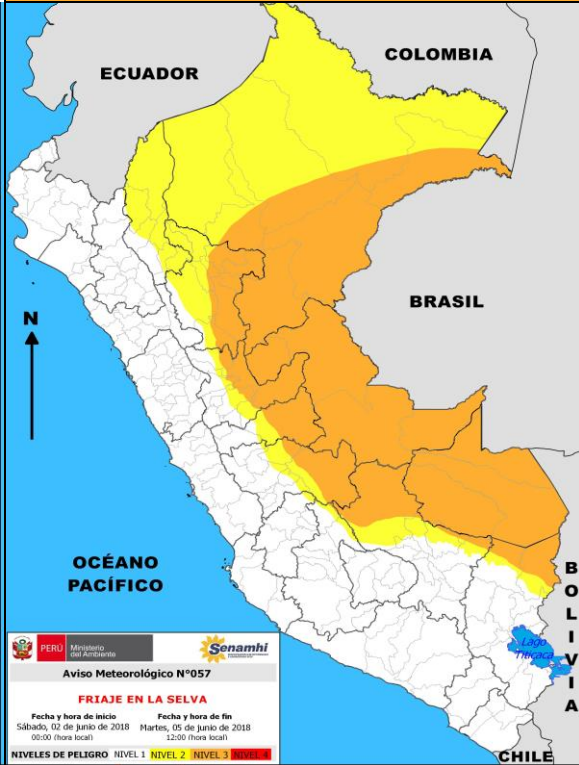 COLOMBIA
ECUADOR
BRASIL
N
OCÉANO
PACÍFICO
BOLIVIA
Lago
Titicaca
CHILE
PERÚ
Ministerio
del Ambiente
Senamhi
Aviso Meteorológico N°057
FRIAJE EN LA SELVA
Fecha y hora de inicio
Sábado, 02 de junio de 2018
00:00 (hora local)
Fecha y hora de fin
Martes, 05 de junio de 2018
12:00 (hora local)
NIVELES DE PELIGRO NIVEL 1 NIVEL 2 NIVEL 3 NIVEL 4